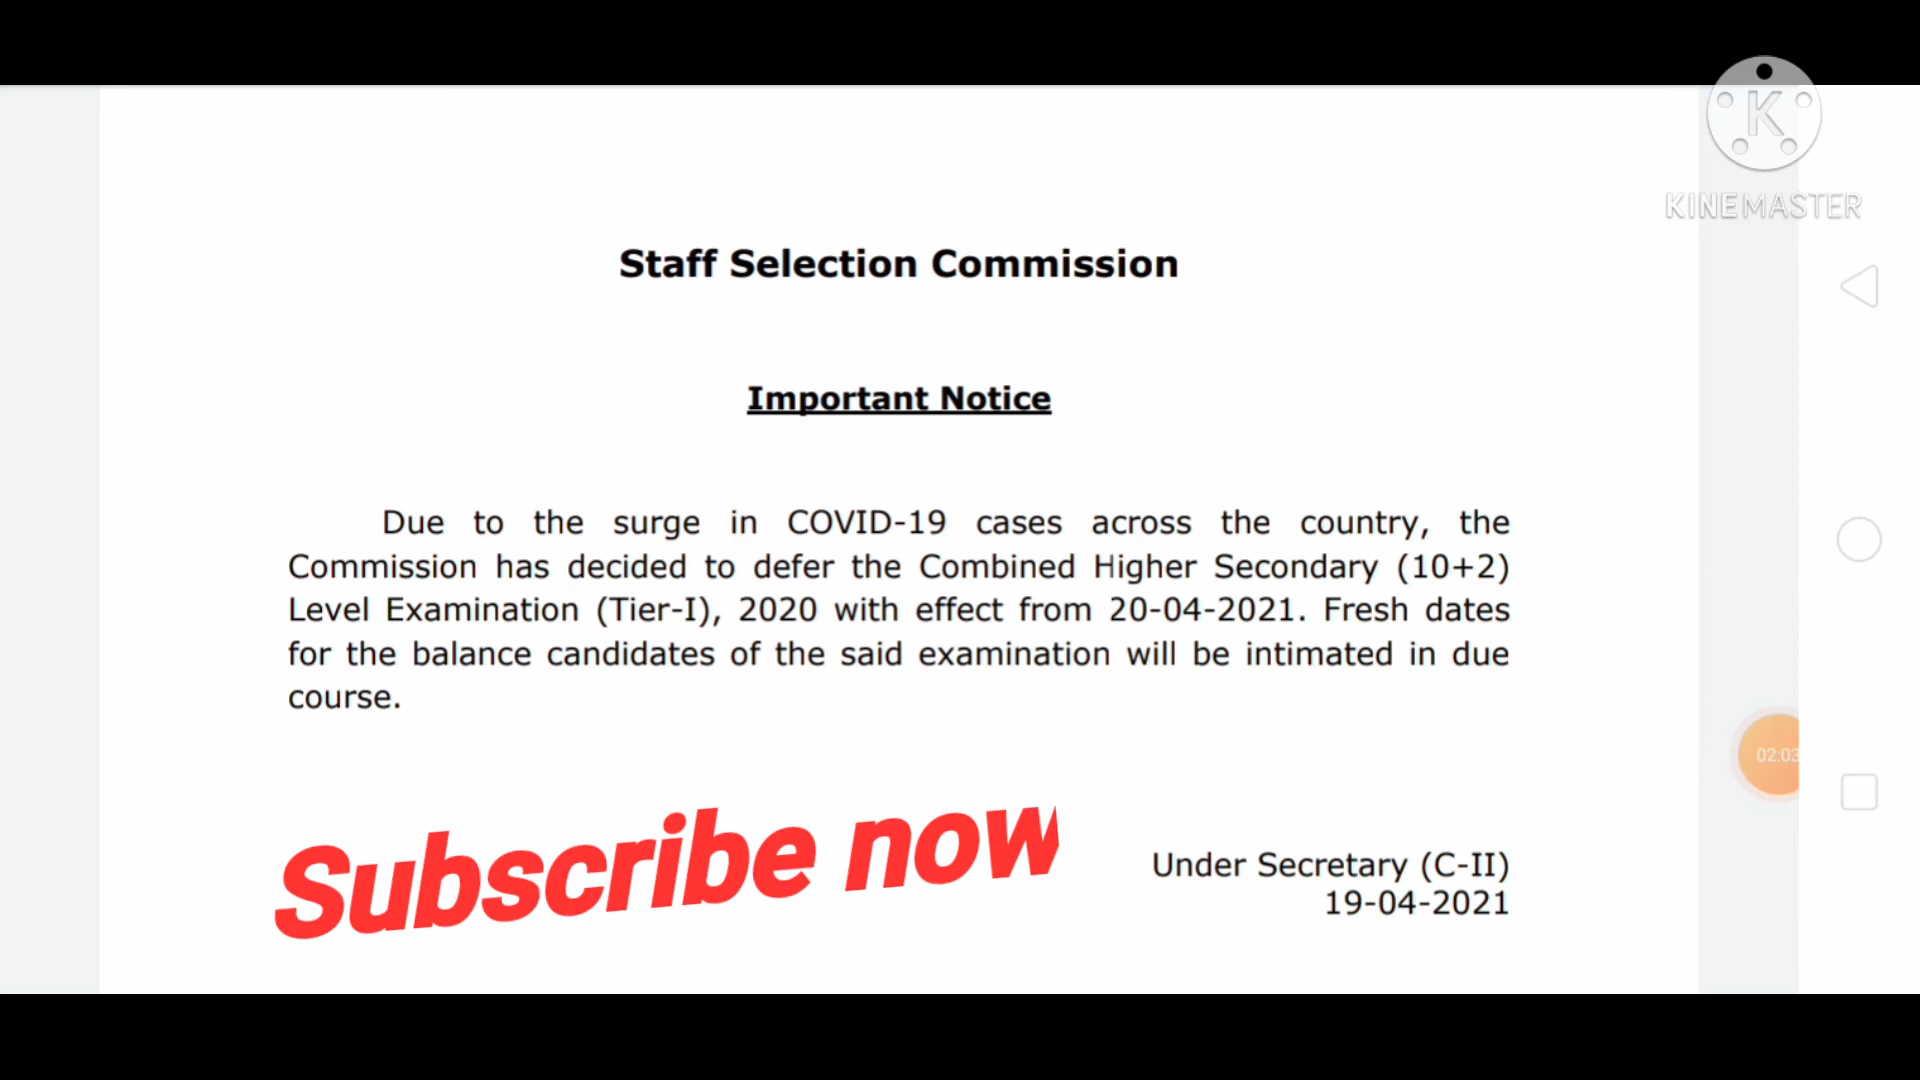 K
KINEMASTER
Staff Selection Commission
Important Notice
Due to the surge in COVID-19 cases across the country, the
Commission has decided to defer the Combined Higher Secondary (10+2)
Level Examination (Tier-I), 2020 with effect from 20-04-2021. Fresh dates
for the balance candidates of the said examination will be intimated in due
course.
02:03
Subscribe now
Under Secretary (C-II)
19-04-2021